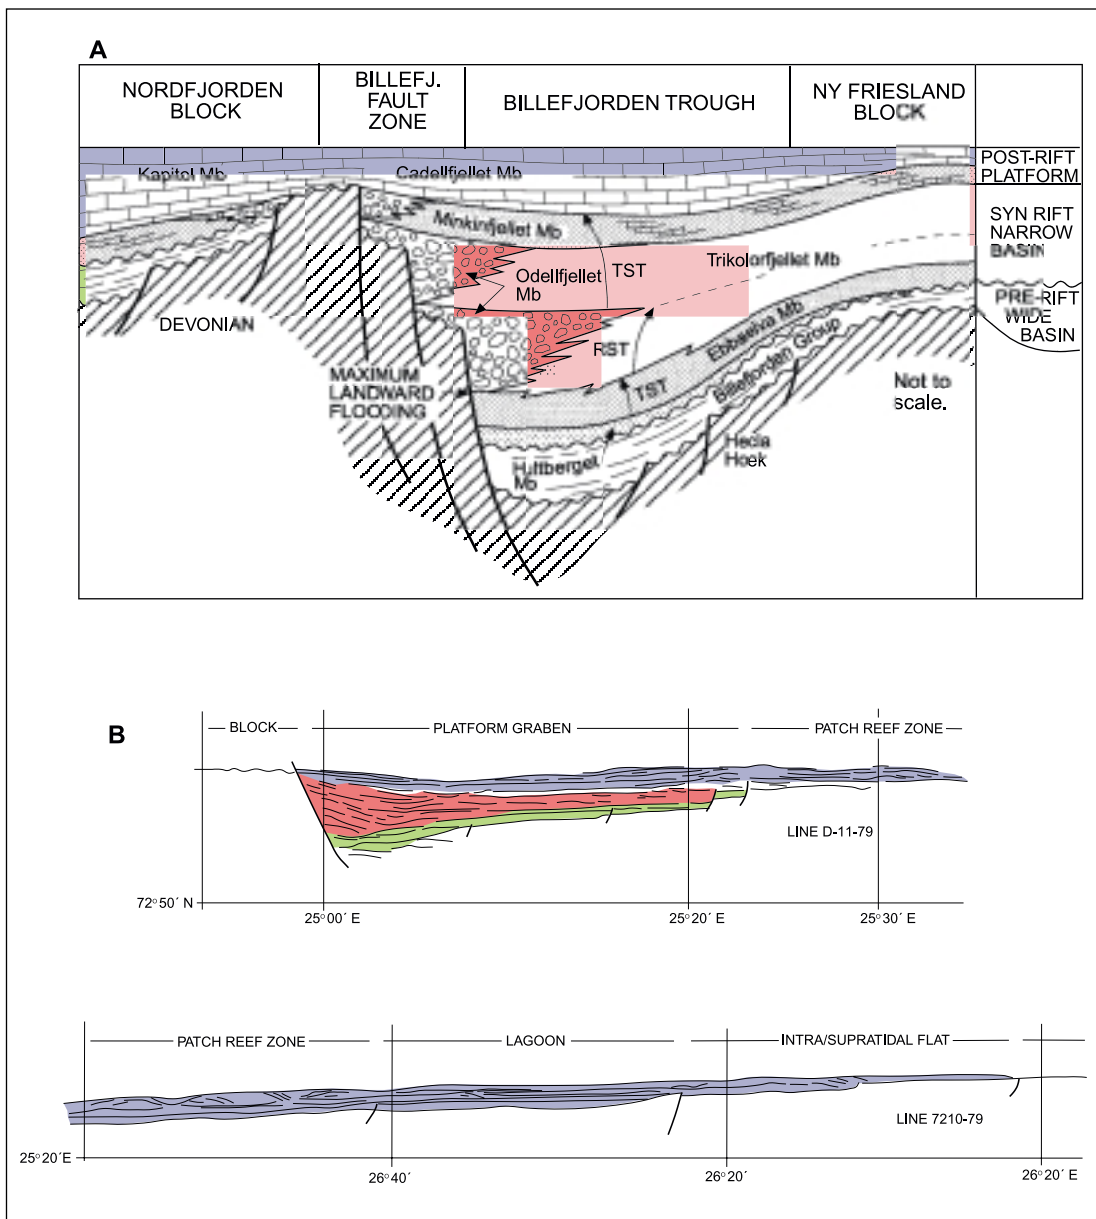 A
NORDFJORDEN
BLOCK
BILLEFJ.
FAULT
ZONE
BILLEFJORDEN TROUGH
NY FRIESLAND
BLOCK
POST-RIFT
PLATFORM
SYN RIFT
NARROW
BASIN
PRE-RIFT
WIDE
BASIN
Kapitol Mb
Cadellfjellet Mb
Minkinfjellet Mb
Odellfjellet
Mb
TST
Trikolorfjellet Mb
DEVONIAN
RST
MAXIMUM
LANDWARD
FLOODING
TST
Ebbaelva Mb
Billefjorden Group
Not to
scale.
Hultberget
Mb
Hecla
Hoek
B
BLOCK
PLATFORM GRABEN
PATCH REEF ZONE
LINE D-11-79
72°50´ N
25°00´ E
25°20´ E
25°30´ E
PATCH REEF ZONE
LAGOON
INTRA/SUPRATIDAL FLAT
LINE 7210-79
25°20´E
26°40´
26°20´
26°20´ E